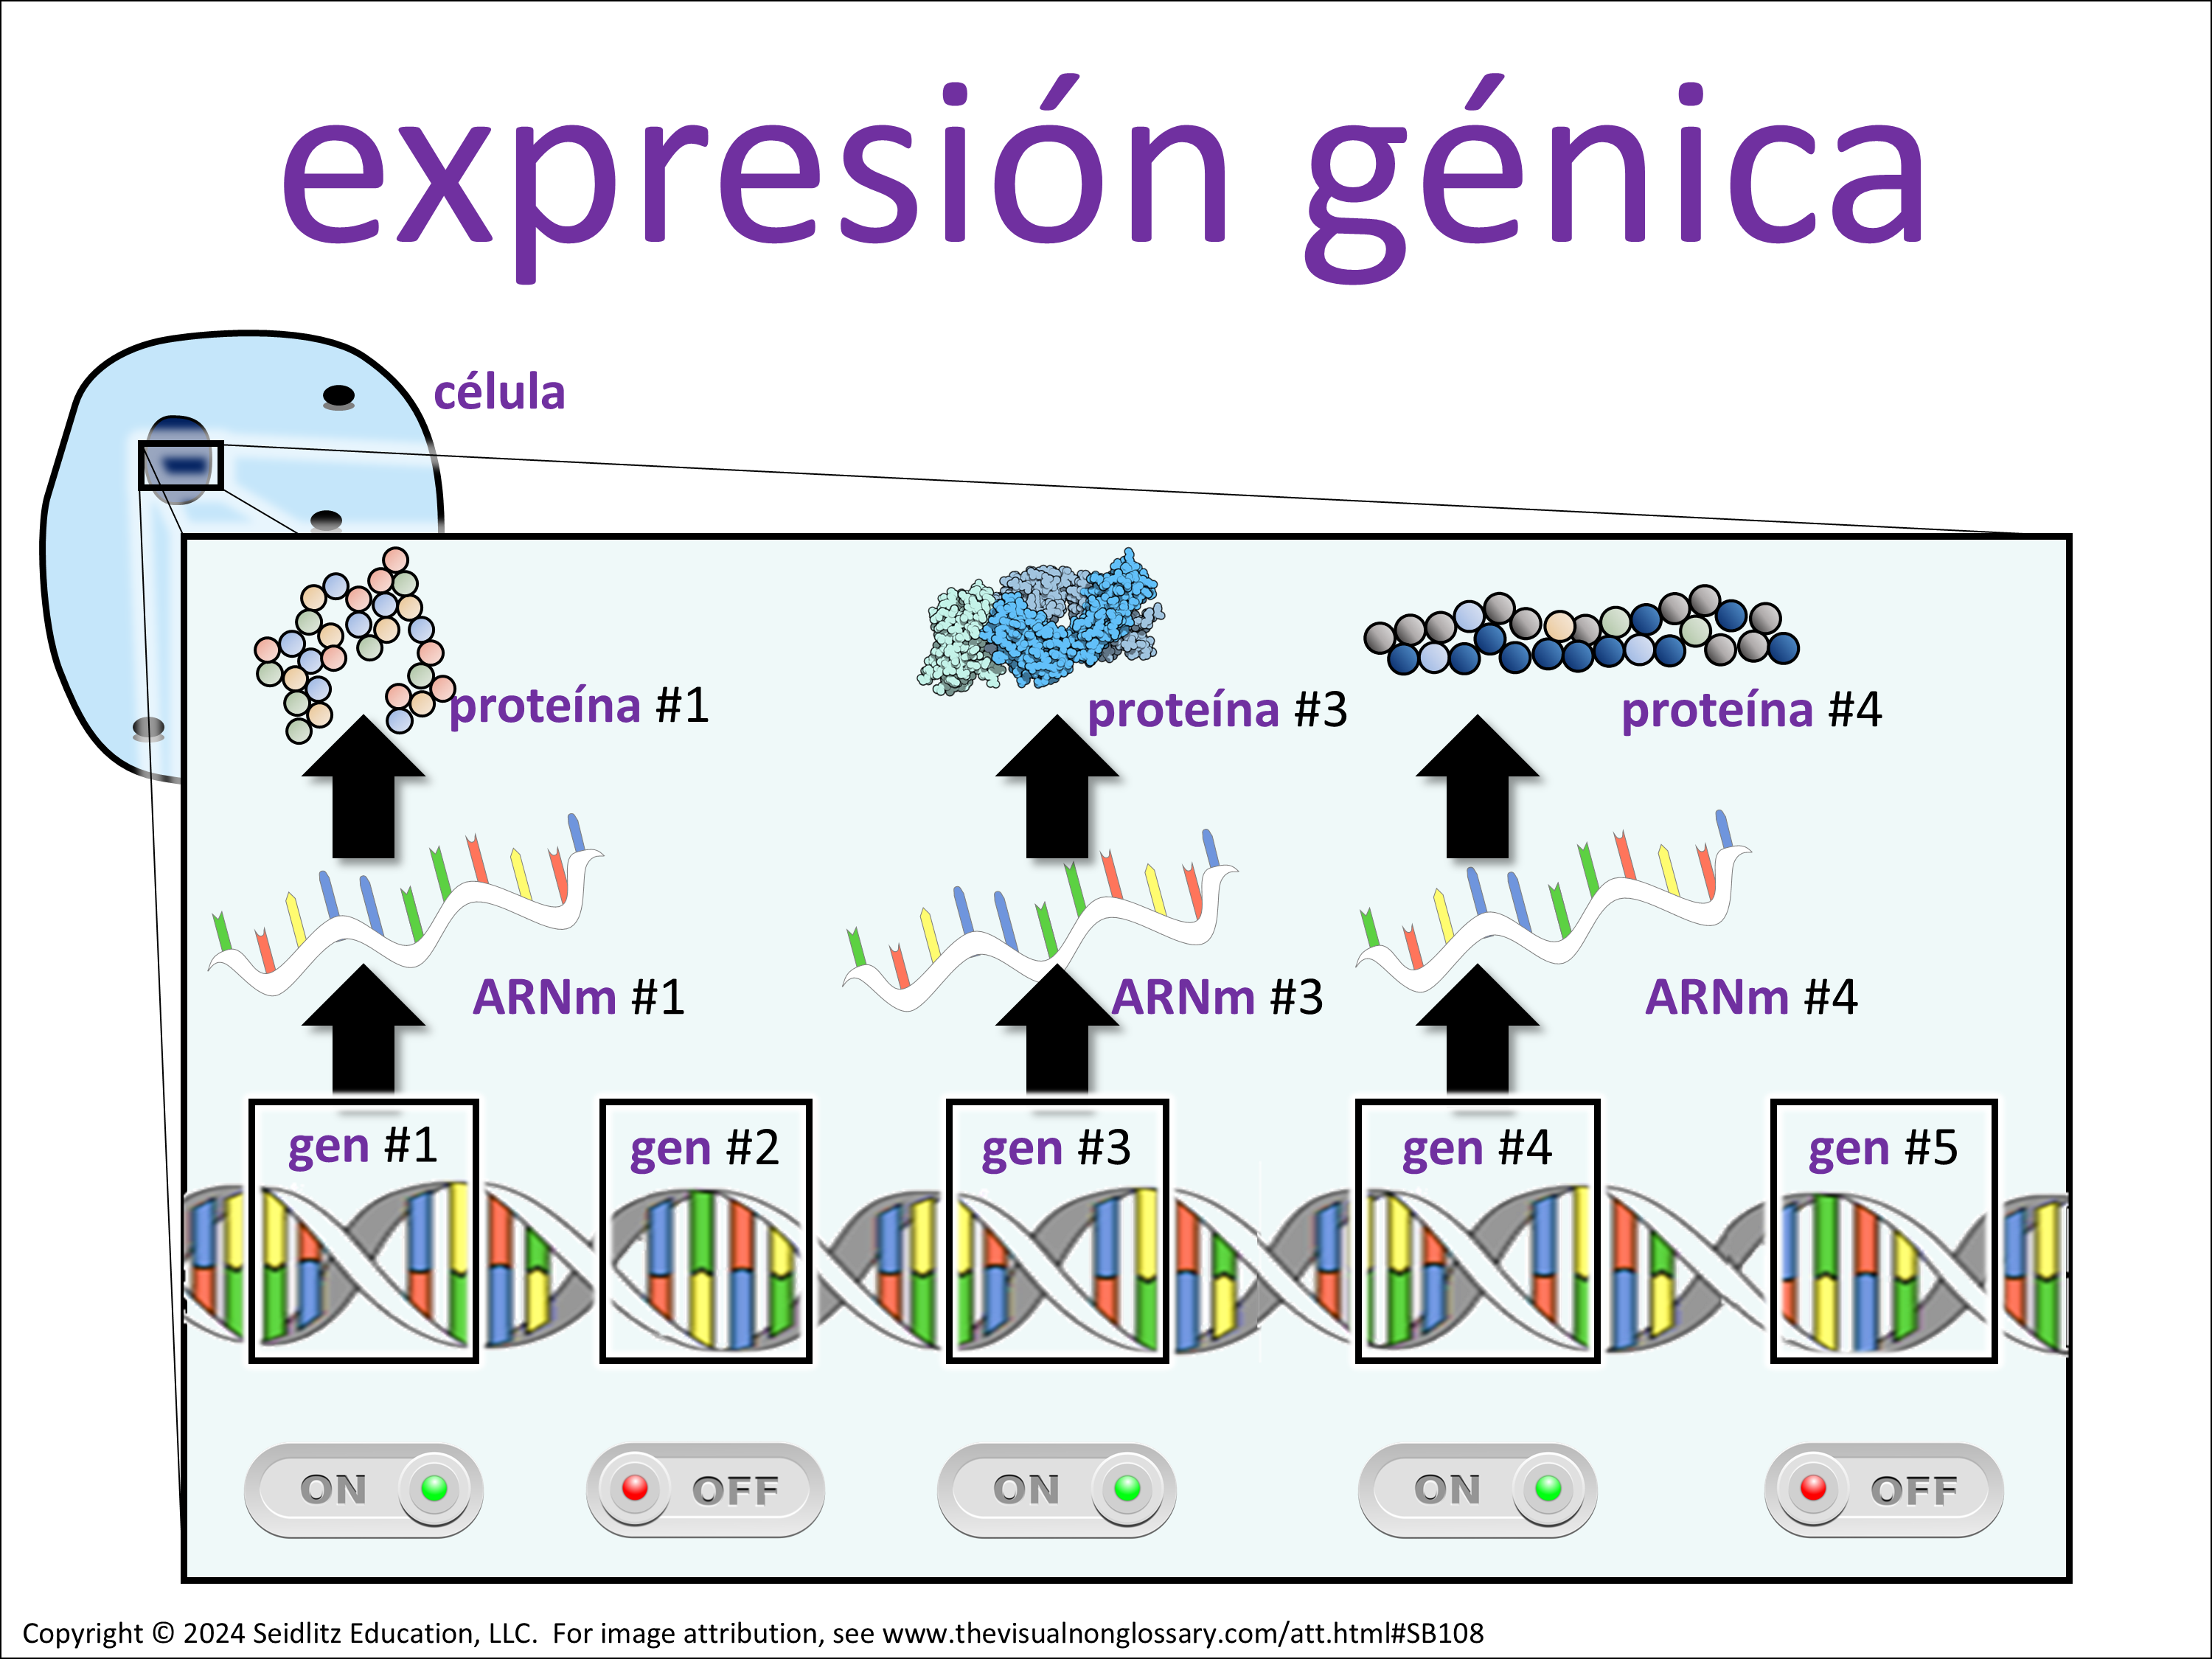 expresión génica
célula
proteína #1
proteína #3
proteína #4
ARNm #1
ARNm #3
ARNm #4
gen #1
gen #2
gen #3
gen #4
gen #5
ON
OFF
ON
ON
OFF
Copyright © 2024 Seidlitz Education, LLC. For image attribution, see www.thevisualnonglossary.com/att.html#SB108